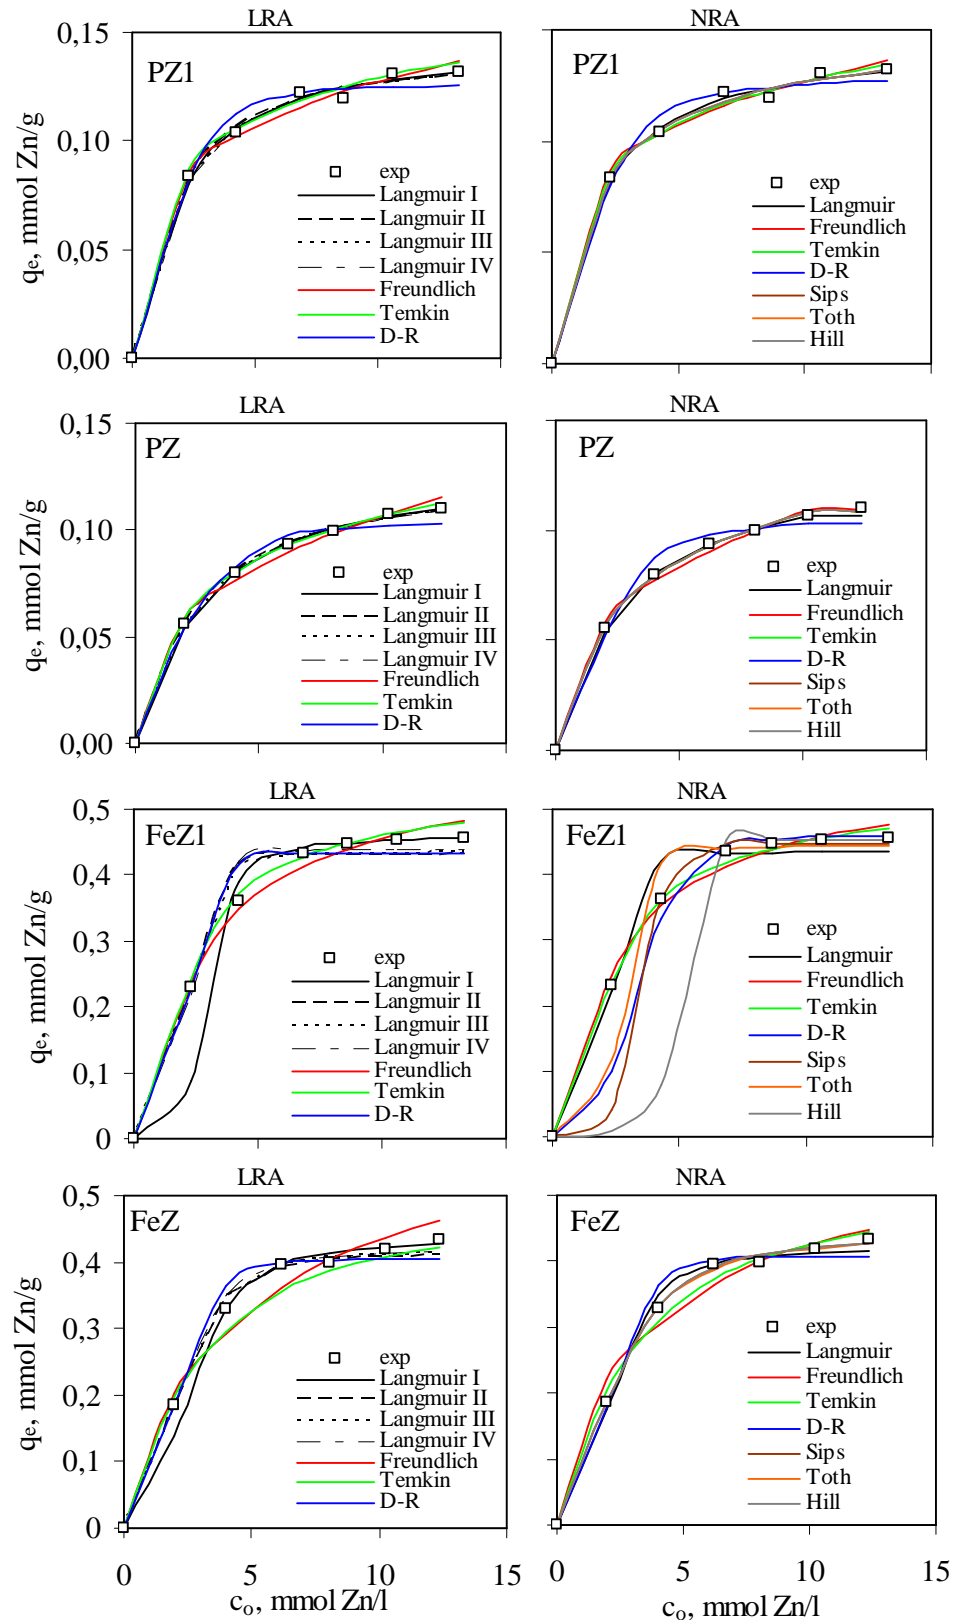 LRA
NRA
0,15
0,10
0,05
0,00
qe, mmol Zn/g
PZ1
exp
Langmuir I
Langmuir II
Langmuir III
Langmuir IV
Freundlich
Temkin
D-R
PZ1
exp
Langmuir
Freundlich
Temkin
D-R
Sips
Toth
Hill
LRA
NRA
0,15
0,10
0,05
0,00
qe, mmol Zn/g
PZ
exp
Langmuir I
Langmuir II
Langmuir III
Langmuir IV
Freundlich
Temkin
D-R
PZ
exp
Langmuir
Freundlich
Temkin
D-R
Sips
Toth
Hill
LRA
NRA
0,5
0,4
0,3
0,2
0,1
0
qe, mmol Zn/g
FeZ1
exp
Langmuir I
Langmuir II
Langmuir III
Langmuir IV
Freundlich
Temkin
D-R
FeZ1
exp
Langmuir
Freundlich
Temkin
D-R
Sips
Toth
Hill
LRA
NRA
0,5
0,4
0,3
0,2
0,1
0
qe, mmol Zn/g
FeZ
exp
Langmuir I
Langmuir II
Langmuir III
Langmuir IV
Freundlich
Temkin
D-R
FeZ
exp
Langmuir
Freundlich
Temkin
D-R
Sips
Toth
Hill
0 5 10 15
0 5 10 15
co, mmol Zn/l
co, mmol Zn/l